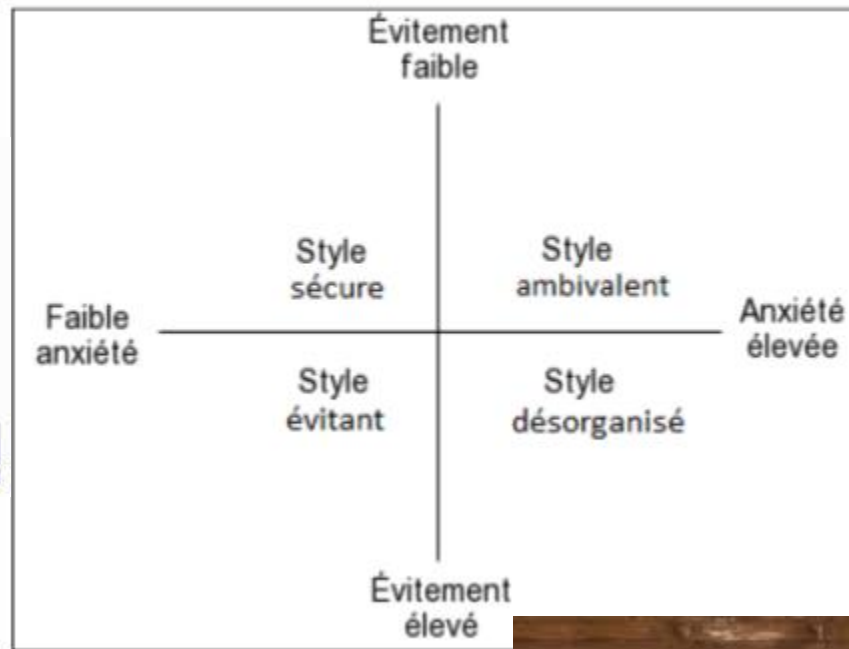 Évitement
faible
Style
sécure
Style
ambivalent
Faible
anxiété
Anxiété
élevée
Style
évitant
Style
désorganisé
Évitement
élevé